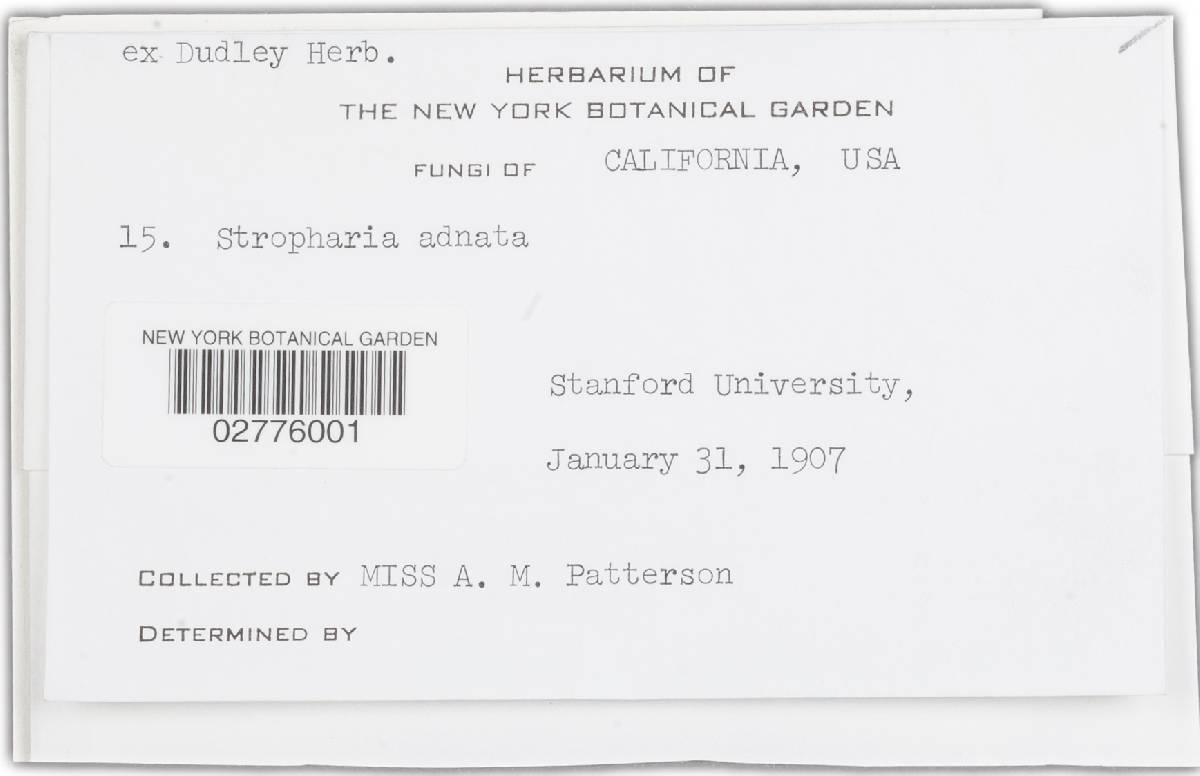 ex Dudley Herb.
HERBARIUM OF
THE NEW YORK BOTANICAL GARDEN
FUNGI OF CALIFORNIA, USA
15. Stropharia adnata
NEW YORK BOTANICAL GARDEN
02776001
Stanford University,
January 31, 1907
COLLECTED BY MISS A. M. Patterson
DETERMINED BY